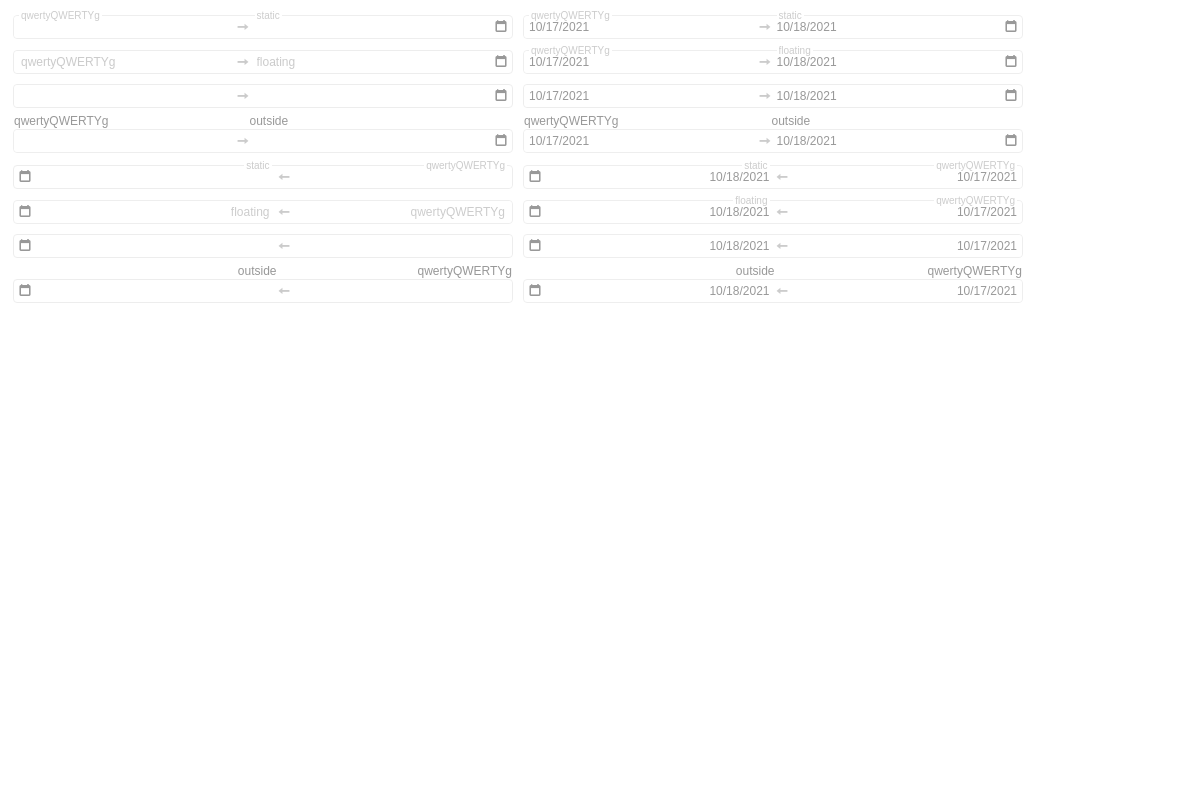 qwertyQWERTYg static qwertyQWERTYg static
10/17/2021 10/18/2021
qwertyQWERTYg floating
qwertyQWERTYg floating 10/17/2021 10/18/2021
10/17/2021 10/18/2021
qwertyQWERTYg outside qwertyQWERTYg outside
10/17/2021 10/18/2021
static qwertyQWERTYg static qwertyQWERTYg
10/18/2021 10/17/2021
floating qwertyQWERTYg
floating qwertyQWERTYg 10/18/2021 10/17/2021
10/18/2021 10/17/2021
outside qwertyQWERTYg outside qwertyQWERTYg
10/18/2021 10/17/2021